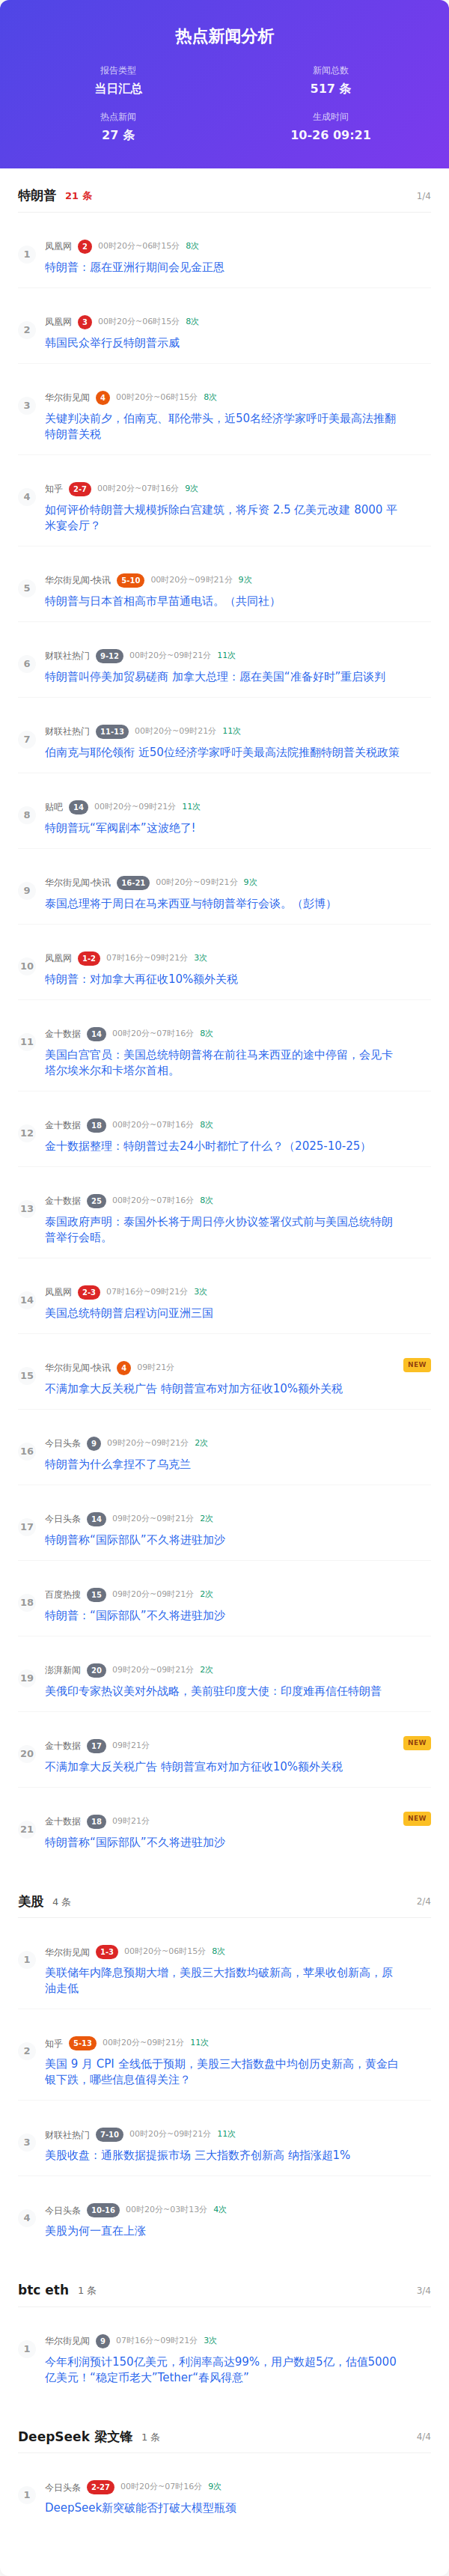 热点新闻分析
报告类型
当日汇总
新闻总数
517 条
热点新闻
27 条
生成时间
10-26 09:21
特朗普 21 条 1/4
1
凤凰网 2 00时20分~06时15分 8次
特朗普：愿在亚洲行期间会见金正恩
2
凤凰网 3 00时20分~06时15分 8次
韩国民众举行反特朗普示威
3
华尔街见闻 4 00时20分~06时15分 8次
关键判决前夕，伯南克、耶伦带头，近50名经济学家呼吁美最高法推翻
特朗普关税
4
知乎 2-7 00时20分~07时16分 9次
如何评价特朗普大规模拆除白宫建筑，将斥资 2.5 亿美元改建 8000 平
米宴会厅？
5
华尔街见闻-快讯 5-10 00时20分~09时21分 9次
特朗普与日本首相高市早苗通电话。（共同社）
6
财联社热门 9-12 00时20分~09时21分 11次
特朗普叫停美加贸易磋商 加拿大总理：愿在美国“准备好时”重启谈判
7
财联社热门 11-13 00时20分~09时21分 11次
伯南克与耶伦领衔 近50位经济学家呼吁美最高法院推翻特朗普关税政策
8
贴吧 14 00时20分~09时21分 11次
特朗普玩“军阀剧本”这波绝了!
9
华尔街见闻-快讯 16-21 00时20分~09时21分 9次
泰国总理将于周日在马来西亚与特朗普举行会谈。（彭博）
10
凤凰网 1-2 07时16分~09时21分 3次
特朗普：对加拿大再征收10%额外关税
11
金十数据 14 00时20分~07时16分 8次
美国白宫官员：美国总统特朗普将在前往马来西亚的途中停留，会见卡
塔尔埃米尔和卡塔尔首相。
12
金十数据 18 00时20分~07时16分 8次
金十数据整理：特朗普过去24小时都忙了什么？（2025-10-25）
13
金十数据 25 00时20分~07时16分 8次
泰国政府声明：泰国外长将于周日停火协议签署仪式前与美国总统特朗
普举行会晤。
14
凤凰网 2-3 07时16分~09时21分 3次
美国总统特朗普启程访问亚洲三国
15
华尔街见闻-快讯 4 09时21分 NEW
不满加拿大反关税广告 特朗普宣布对加方征收10%额外关税
16
今日头条 9 09时20分~09时21分 2次
特朗普为什么拿捏不了乌克兰
17
今日头条 14 09时20分~09时21分 2次
特朗普称“国际部队”不久将进驻加沙
18
百度热搜 15 09时20分~09时21分 2次
特朗普：“国际部队”不久将进驻加沙
19
澎湃新闻 20 09时20分~09时21分 2次
美俄印专家热议美对外战略，美前驻印度大使：印度难再信任特朗普
20
金十数据 17 09时21分 NEW
不满加拿大反关税广告 特朗普宣布对加方征收10%额外关税
21
金十数据 18 09时21分 NEW
特朗普称“国际部队”不久将进驻加沙
美股 4 条 2/4
1
华尔街见闻 1-3 00时20分~06时15分 8次
美联储年内降息预期大增，美股三大指数均破新高，苹果收创新高，原
油走低
2
知乎 5-13 00时20分~09时21分 11次
美国 9 月 CPI 全线低于预期，美股三大指数盘中均创历史新高，黄金白
银下跌，哪些信息值得关注？
3
财联社热门 7-10 00时20分~09时21分 11次
美股收盘：通胀数据提振市场 三大指数齐创新高 纳指涨超1%
4
今日头条 10-16 00时20分~03时13分 4次
美股为何一直在上涨
btc eth 1 条 3/4
1
华尔街见闻 9 07时16分~09时21分 3次
今年利润预计150亿美元，利润率高达99%，用户数超5亿，估值5000
亿美元！“稳定币老大”Tether“春风得意”
DeepSeek 梁文锋 1 条 4/4
1
今日头条 2-27 00时20分~07时16分 9次
DeepSeek新突破能否打破大模型瓶颈